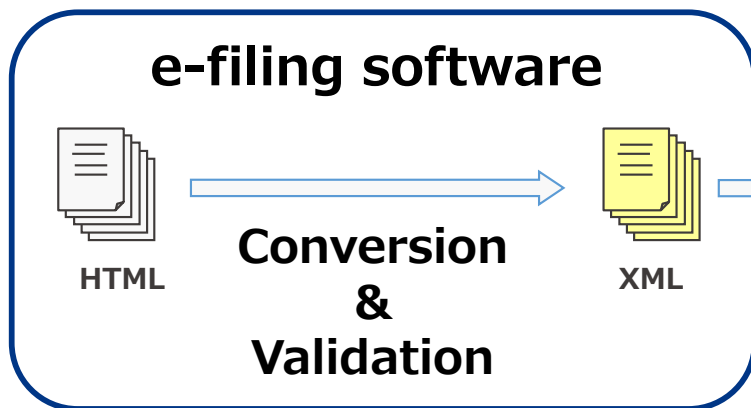 e-filing software
HTML
Conversion
&
Validation
XML